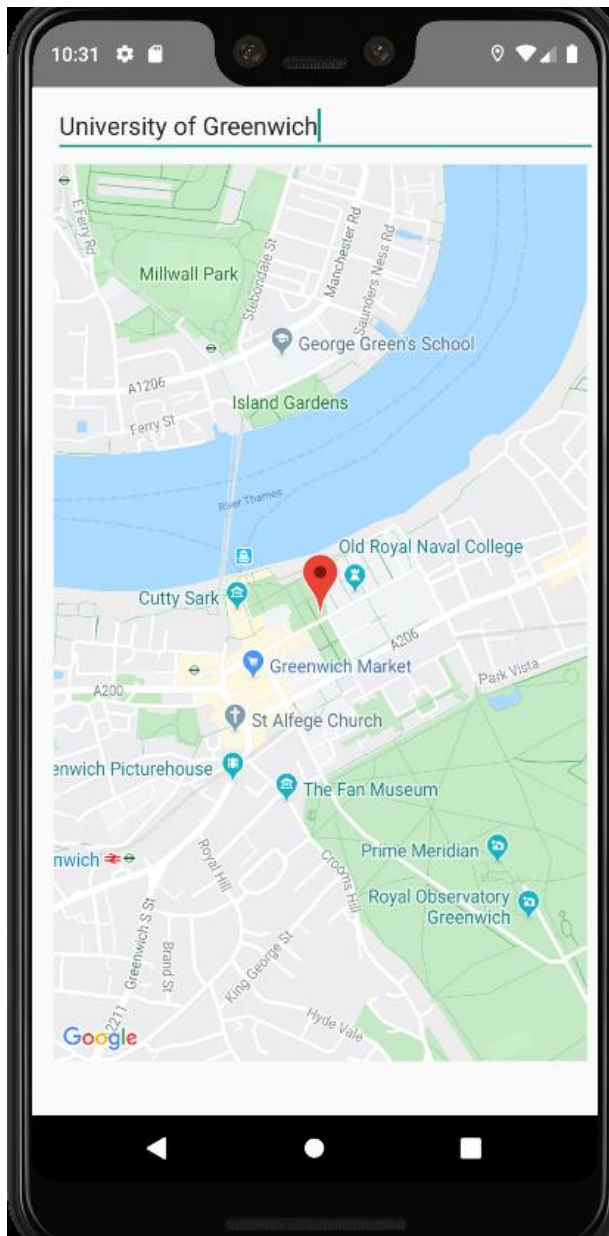 10:31
University of Greenwich
E Ferry Rd
Millwall Park
Stebondale St
Manchester Rd
Saunders Ness Rd
George Green's School
A1206
Island Gardens
Ferry St
River Thames
Old Royal Naval College
Cutty Sark
A206
Greenwich Market
Park Vista
A200
St Alfege Church
enwich Picturehouse
The Fan Museum
Prime Meridian
nwich
Royal Hill
Crooms Hill
Royal Observatory
Greenwich
Greenwich S St
Brand St
King George St
Hyde Vale
2211
Google